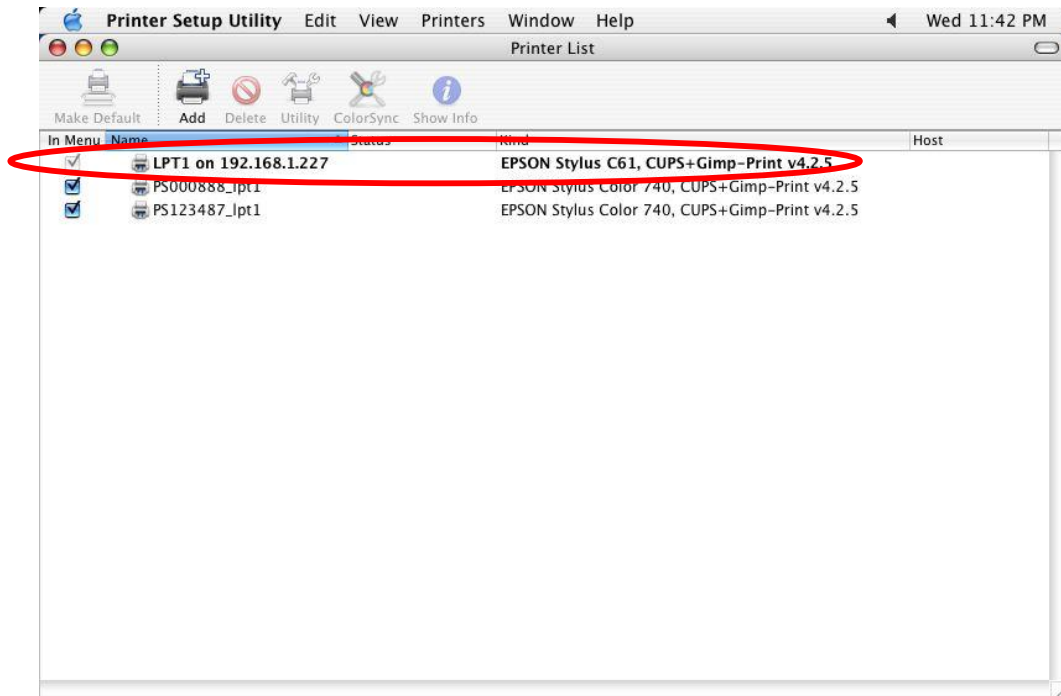 Printer Setup Utility Edit View Printers Window Help Wed 11:42 PM
Printer List
Make Default Add Delete Utility ColorSync Show Info
In Menu Name Status Kind Host
LPT1 on 192.168.1.227 EPSON Stylus C61, CUPS+Gimp-Print v4.2.5
PS000888_lpt1 EPSON Stylus Color 740, CUPS+Gimp-Print v4.2.5
PS123487_lpt1 EPSON Stylus Color 740, CUPS+Gimp-Print v4.2.5